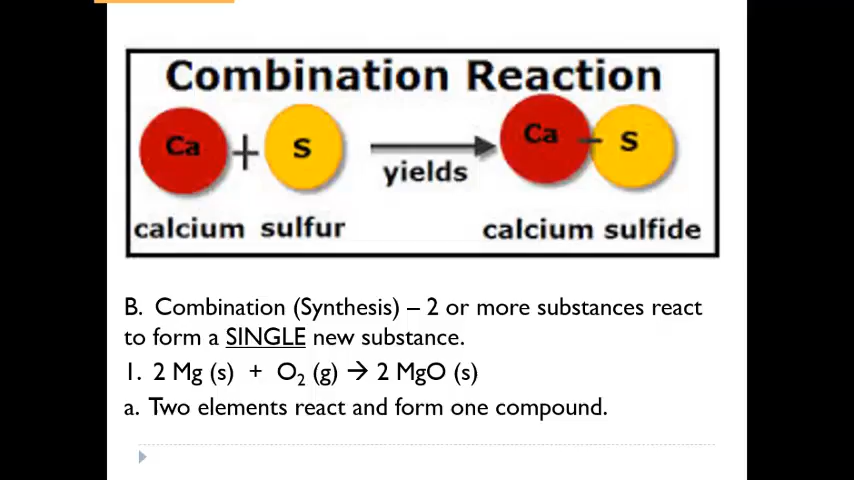 Combination Reaction
Ca + S yields Ca - S
calcium sulfur calcium sulfide
B. Combination (Synthesis) – 2 or more substances react
to form a SINGLE new substance.
1. 2 Mg (s) + O₂ (g) → 2 MgO (s)
a. Two elements react and form one compound.